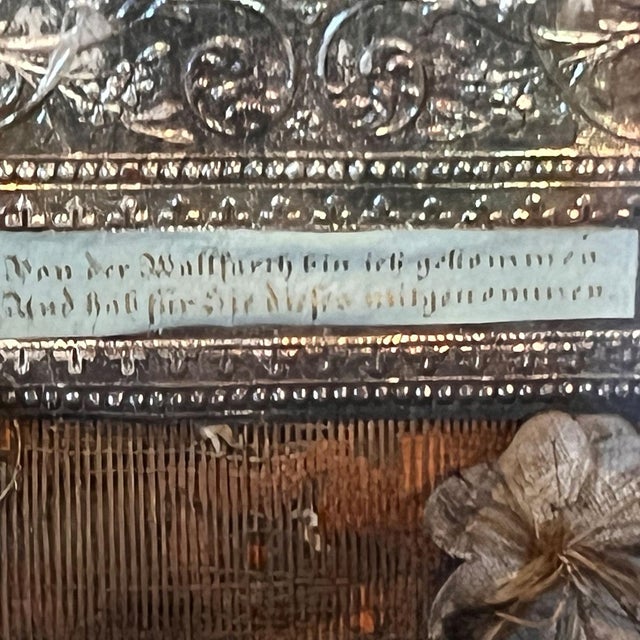 Von der Wallfarth bin ich gekommen
Und hab für Sie dieses mitgenommen